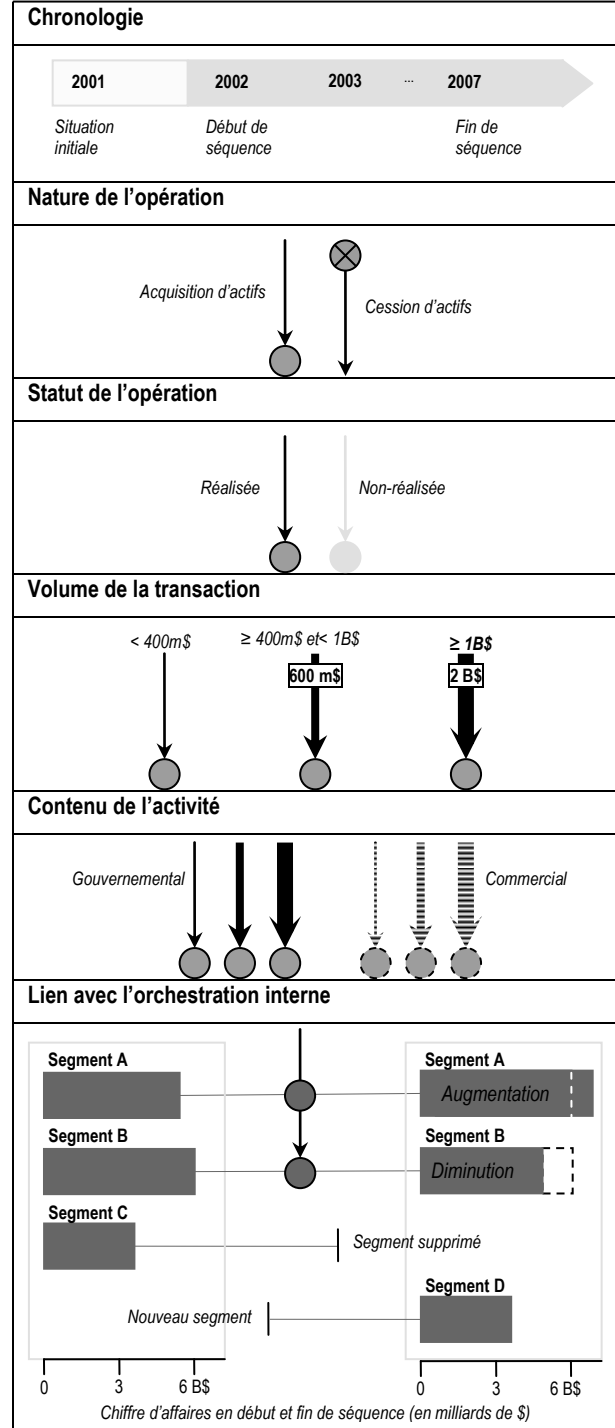 Chronologie
2001 2002 2003 ... 2007
Situation initiale
Début de séquence
Fin de séquence
Nature de l'opération
Acquisition d'actifs
Cession d'actifs
Statut de l'opération
Réalisée
Non-réalisée
Volume de la transaction
< 400m$
≥ 400m$ et< 1B$
≥ 1B$
600 m$
2 B$
Contenu de l'activité
Gouvernemental
Commercial
Lien avec l'orchestration interne
Segment A
Segment A
Augmentation
Segment B
Segment B
Diminution
Segment C
Segment supprimé
Segment D
Nouveau segment
0 3 6 B$
0 3 6 B$
Chiffre d'affaires en début et fin de séquence (en milliards de $)